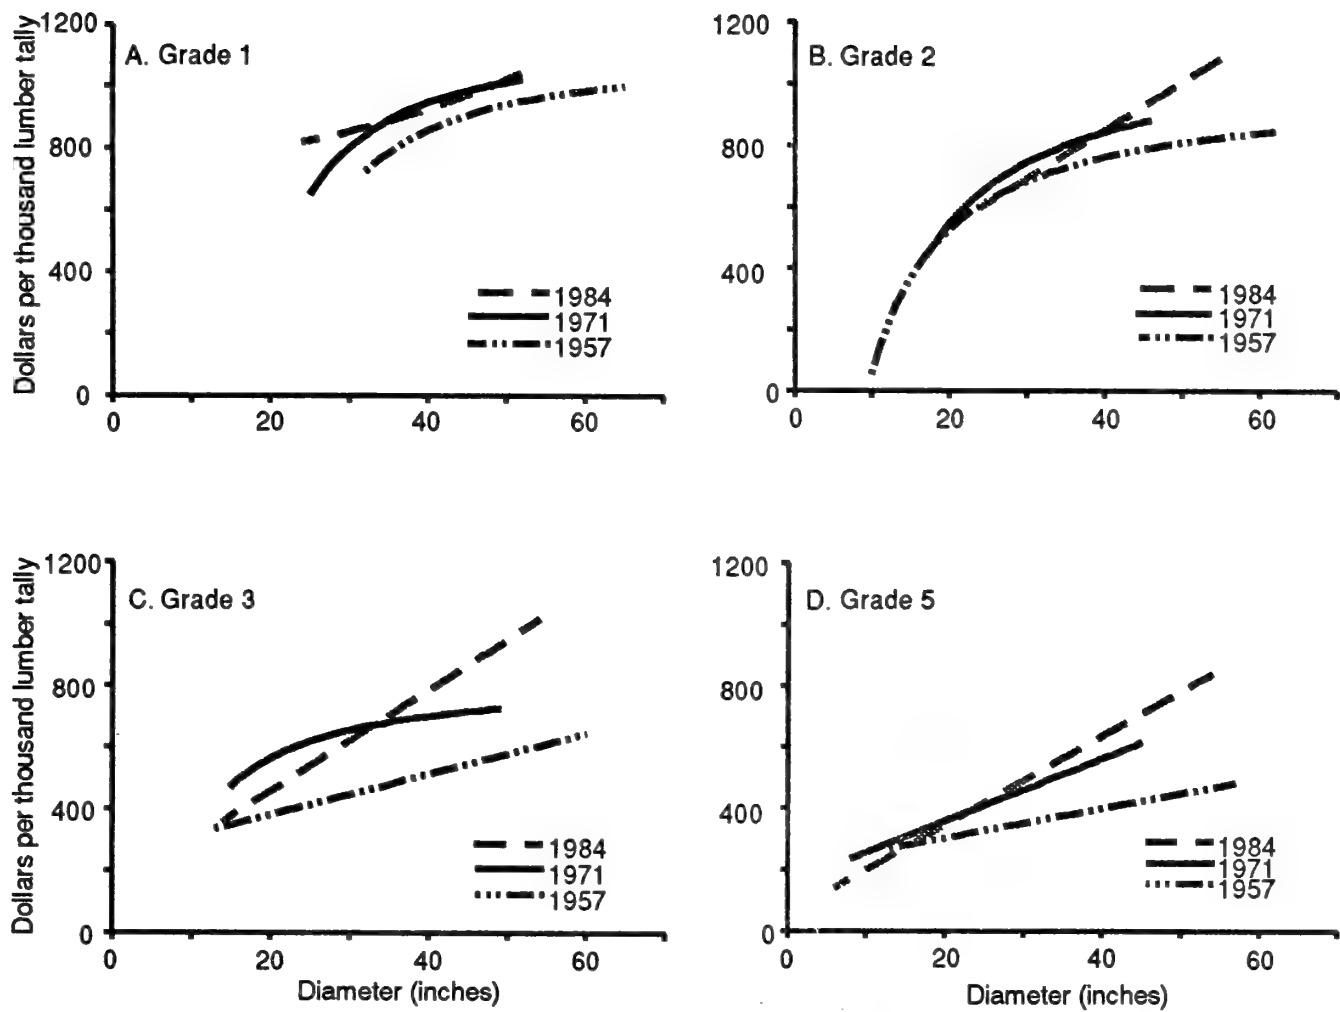 Dollars per thousand lumber tally
1200
800
400
0
A. Grade 1
1984
1971
1957
0 20 40 60
1200
800
400
0
B. Grade 2
1984
1971
1957
0 20 40 60
Dollars per thousand lumber tally
1200
800
400
0
C. Grade 3
1984
1971
1957
0 20 40 60
Diameter (inches)
1200
800
400
0
D. Grade 5
1984
1971
1957
0 20 40 60
Diameter (inches)